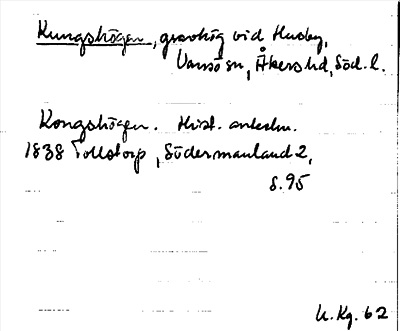 Kungshögen, gravhög vid Husby,
Vansö sn, Åkers hd, Söd. l.
Kongshögen. Hist. anteckn.
1838 Tollstorp, Södermanland 2,
s. 95
U. Kg. 62